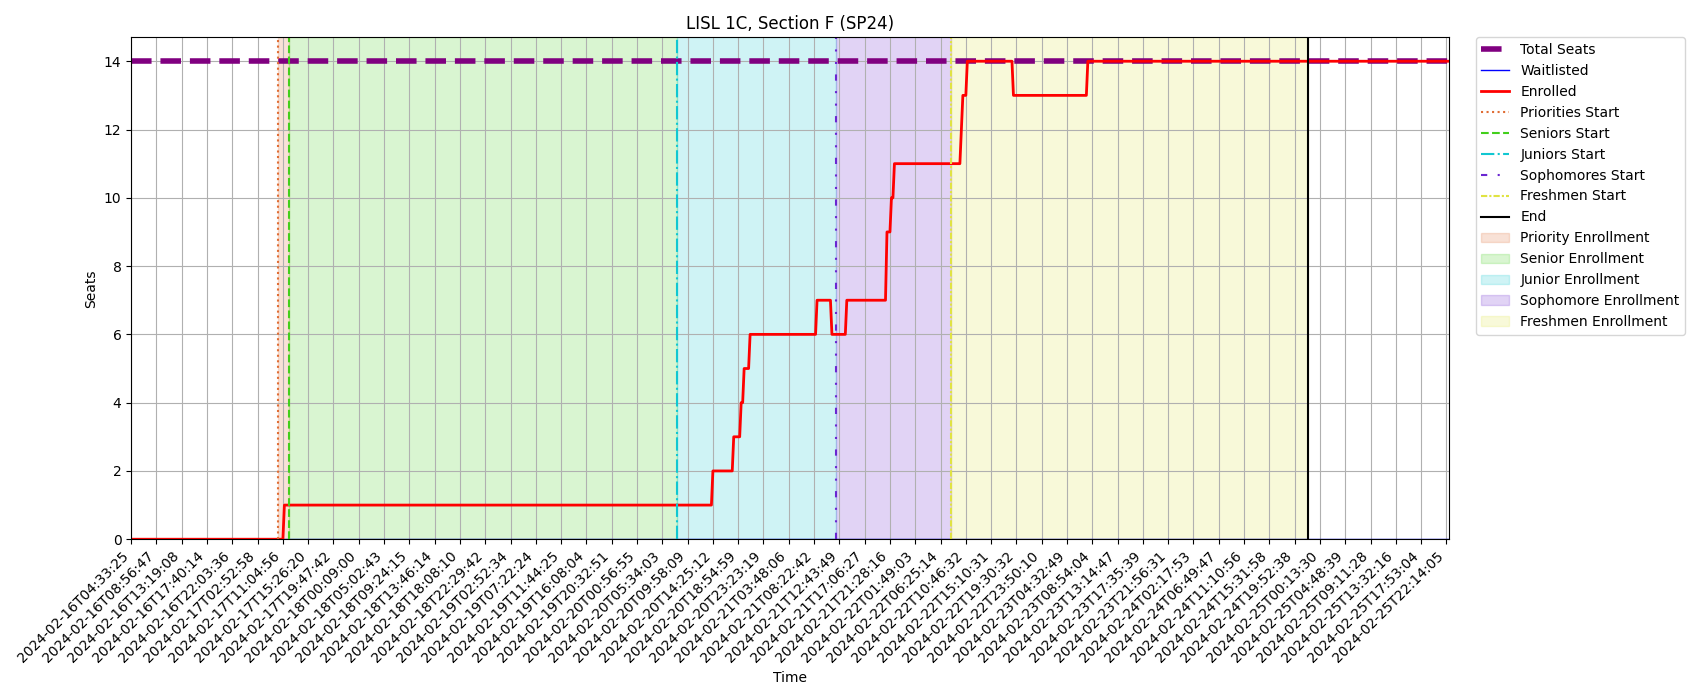 LISL 1C, Section F (SP24)
14
12
10
8
6
4
2
0
Seats
2024-02-16T04:33:25
2024-02-16T08:56:47
2024-02-16T13:19:08
2024-02-16T17:40:14
2024-02-16T22:03:36
2024-02-17T02:52:58
2024-02-17T11:04:56
2024-02-17T15:26:20
2024-02-17T19:47:42
2024-02-18T00:09:00
2024-02-18T05:02:43
2024-02-18T09:24:15
2024-02-18T13:46:14
2024-02-18T18:08:10
2024-02-18T22:29:42
2024-02-19T02:52:34
2024-02-19T07:22:24
2024-02-19T11:44:25
2024-02-19T16:08:04
2024-02-19T20:32:51
2024-02-20T00:56:55
2024-02-20T05:34:03
2024-02-20T09:58:09
2024-02-20T14:25:12
2024-02-20T18:54:59
2024-02-20T23:23:19
2024-02-21T03:48:06
2024-02-21T08:22:42
2024-02-21T12:43:49
2024-02-21T17:06:27
2024-02-21T21:28:16
2024-02-22T01:49:03
2024-02-22T06:25:14
2024-02-22T10:46:32
2024-02-22T15:10:31
2024-02-22T19:30:32
2024-02-22T23:50:10
2024-02-23T04:32:49
2024-02-23T08:54:04
2024-02-23T13:14:47
2024-02-23T17:35:39
2024-02-23T21:56:31
2024-02-24T02:17:53
2024-02-24T06:49:47
2024-02-24T11:10:56
2024-02-24T15:31:58
2024-02-24T19:52:38
2024-02-25T00:13:30
2024-02-25T04:48:39
2024-02-25T09:11:28
2024-02-25T13:32:16
2024-02-25T17:53:04
2024-02-25T22:14:05
Time
Total Seats
Waitlisted
Enrolled
Priorities Start
Seniors Start
Juniors Start
Sophomores Start
Freshmen Start
End
Priority Enrollment
Senior Enrollment
Junior Enrollment
Sophomore Enrollment
Freshmen Enrollment